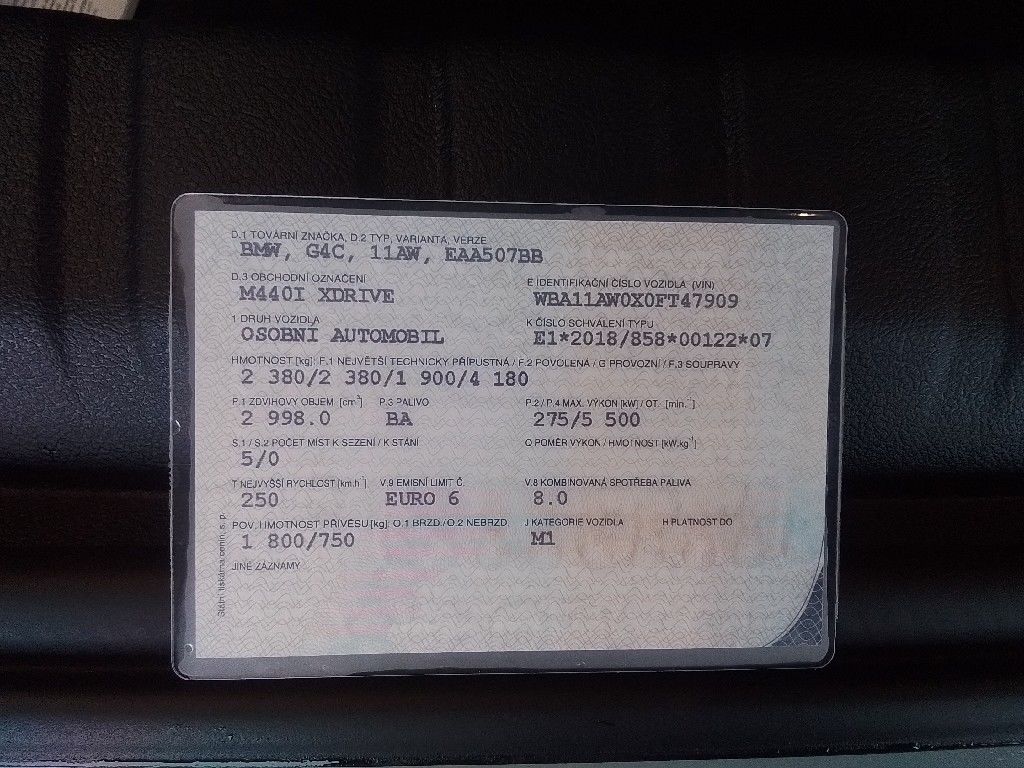 D.1 TOVÁRNÍ ZNAČKA, D.2 TYP, VARIANTA, VERZE
BMW, G4C, 11AW, EAA507BB
D.3 OBCHODNÍ OZNAČENÍ
M440I XDRIVE
E IDENTIFIKAČNÍ ČÍSLO VOZIDLA (VIN)
WBA11AW0X0FT47909
1 DRUH VOZIDLA
OSOBNÍ AUTOMOBIL
K ČÍSLO SCHVÁLENÍ TYPU
E1*2018/858*00122*07
HMOTNOST [kg]: F.1 NEJVĚTŠÍ TECHNICKY PŘÍPUSTNÁ / F.2 POVOLENÁ / G PROVOZNÍ / F.3 SOUPRAVY
2 380/2 380/1 900/4 180
P.1 ZDVIHOVÝ OBJEM [cm³]
2 998.0
P.3 PALIVO
BA
P.2 / P.4 MAX. VÝKON [kW] / OT. [min.⁻¹]
275/5 500
S.1 / S.2 POČET MÍST K SEZENÍ / K STÁNÍ
5/0
Q POMĚR VÝKON / HMOTNOST [kW.kg⁻¹]
T NEJVYŠŠÍ RYCHLOST [km.h⁻¹]
250
V.9 EMISNÍ LIMIT Č.
EURO 6
V.8 KOMBINOVANÁ SPOTŘEBA PALIVA
8.0
POV. HMOTNOST PŘÍVĚSU [kg]: O.1 BRZD./O.2 NEBRZD.
1 800/750
J KATEGORIE VOZIDLA
M1
H PLATNOST DO
JINÉ ZÁZNAMY
Státní tiskárna cenin, s. p.